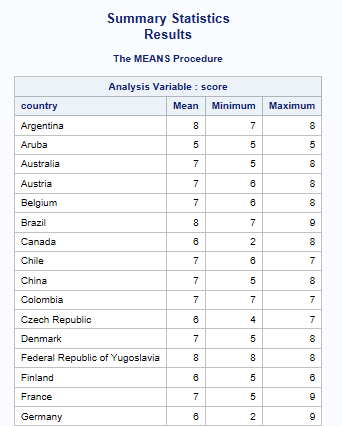 Summary Statistics
Results
The MEANS Procedure
Analysis Variable : score
country Mean Minimum Maximum
Argentina 8 7 8
Aruba 5 5 5
Australia 7 5 8
Austria 7 6 8
Belgium 7 6 8
Brazil 8 7 9
Canada 6 2 8
Chile 7 6 7
China 7 5 8
Colombia 7 7 7
Czech Republic 6 4 7
Denmark 7 5 8
Federal Republic of Yugoslavia 8 8 8
Finland 6 5 6
France 7 5 9
Germany 6 2 9